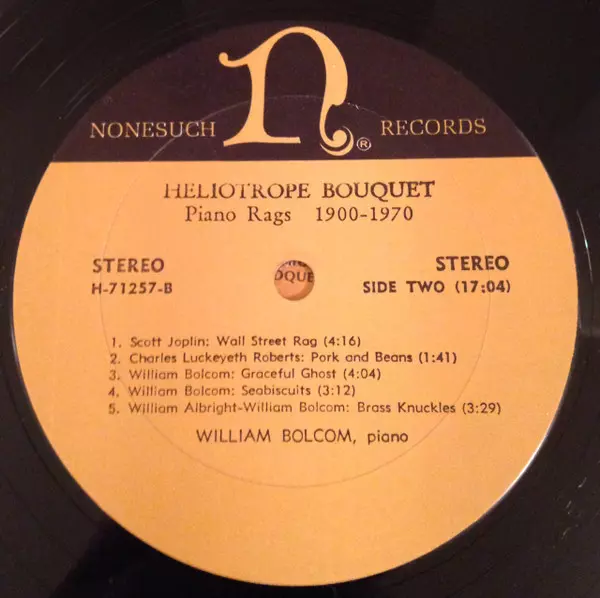 n
NONESUCH RECORDS
®
HELIOTROPE BOUQUET
Piano Rags 1900-1970
STEREO STEREO
H-71257-B SIDE TWO (17:04)
OQUE
1. Scott Joplin: Wall Street Rag (4:16)
2. Charles Luckeyeth Roberts: Pork and Beans (1:41)
3. William Bolcom: Graceful Ghost (4:04)
4. William Bolcom: Seabiscuits (3:12)
5. William Albright-William Bolcom: Brass Knuckles (3:29)
WILLIAM BOLCOM, piano